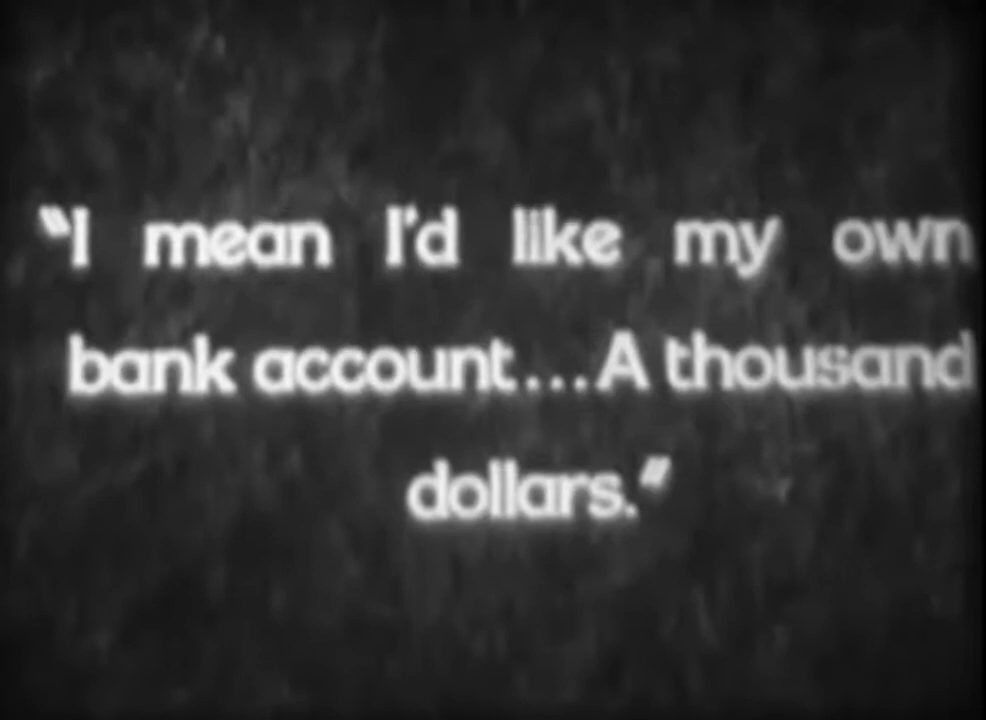 “I mean I'd like my own
bank account...A thousand
dollars.”